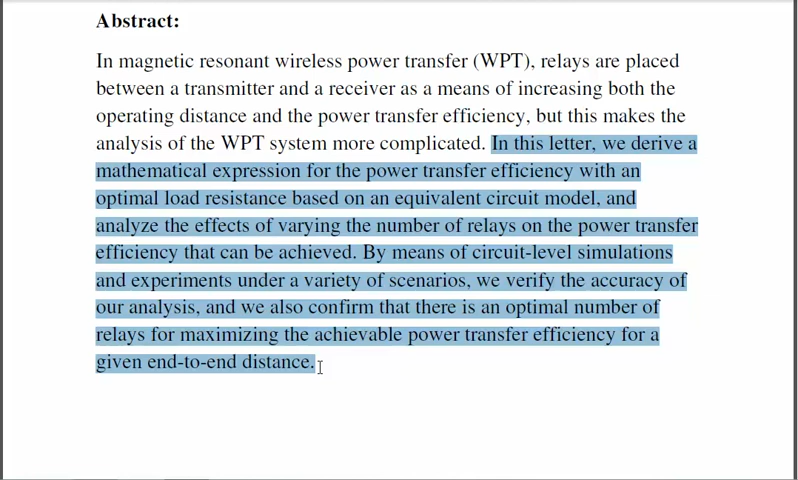 Abstract:
In magnetic resonant wireless power transfer (WPT), relays are placed
between a transmitter and a receiver as a means of increasing both the
operating distance and the power transfer efficiency, but this makes the
analysis of the WPT system more complicated. In this letter, we derive a
mathematical expression for the power transfer efficiency with an
optimal load resistance based on an equivalent circuit model, and
analyze the effects of varying the number of relays on the power transfer
efficiency that can be achieved. By means of circuit-level simulations
and experiments under a variety of scenarios, we verify the accuracy of
our analysis, and we also confirm that there is an optimal number of
relays for maximizing the achievable power transfer efficiency for a
given end-to-end distance.